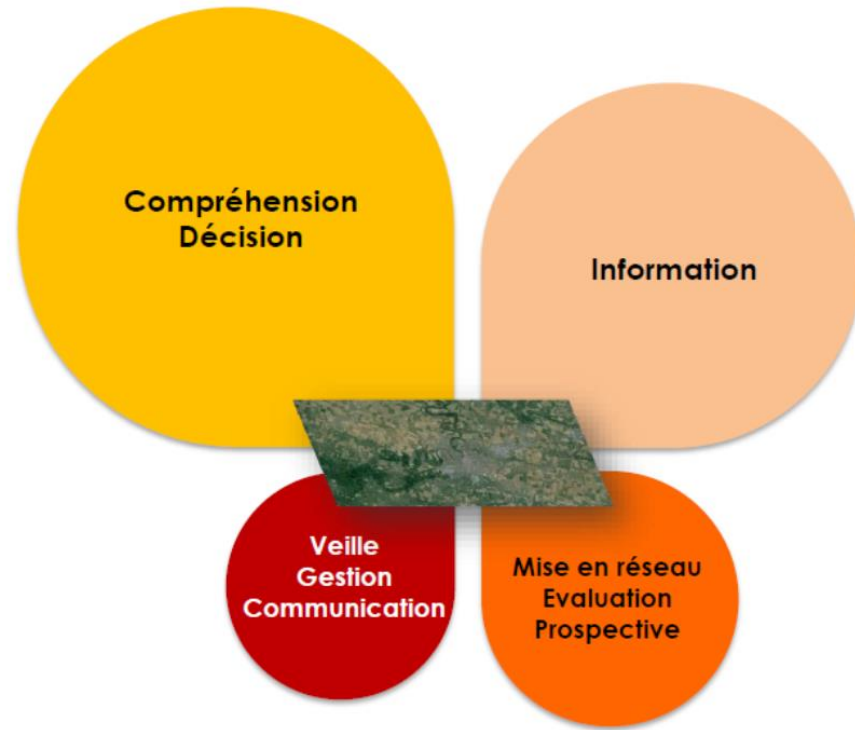 Compréhension
Décision
Information
Veille
Gestion
Communication
Mise en réseau
Evaluation
Prospective